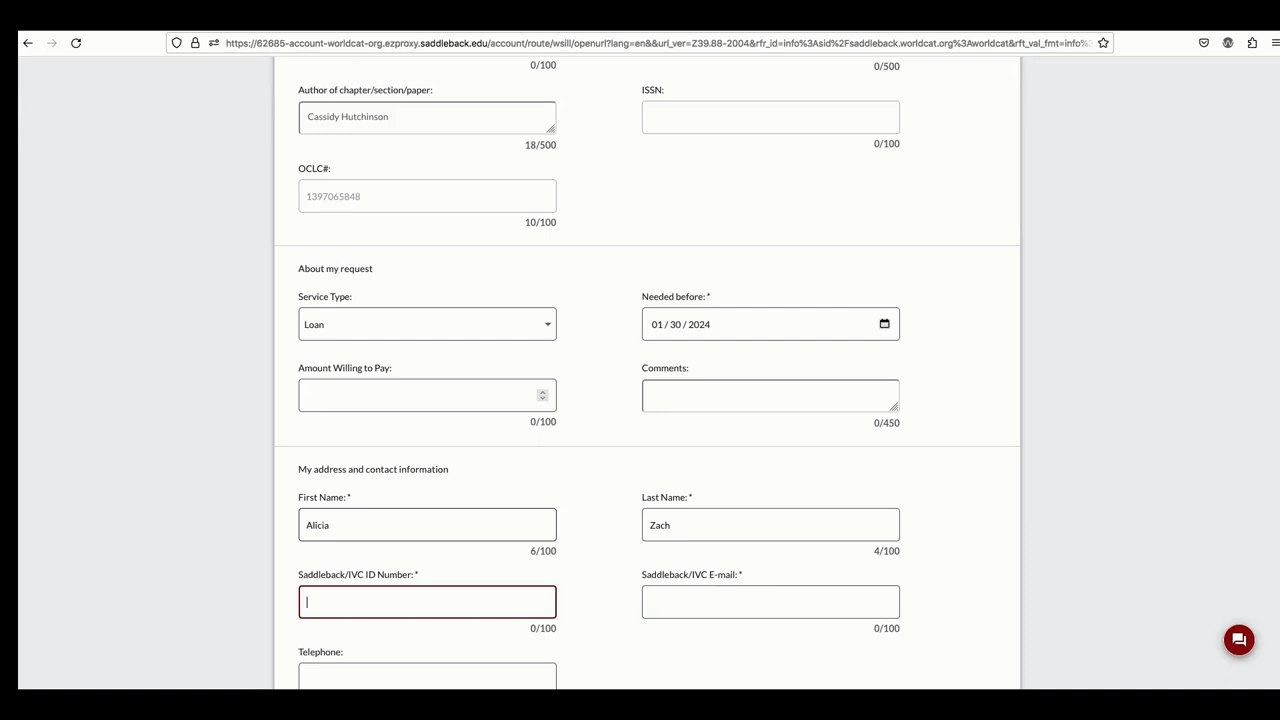 https://62685-account-worldcat-org.ezproxy.saddleback.edu/account/route/wsill/openurl?lang=en&&url_ver=Z39.88-2004&rfr_id=info%3Asid%2Fsaddleback.worldcat.org%3Aworldcat&rft_val_fmt=info%
0/100
0/500
Author of chapter/section/paper:
ISSN:
Cassidy Hutchinson
18/500
0/100
OCLC#:
1397065848
10/100
About my request
Service Type:
Needed before: *
Loan
01 / 30 / 2024
Amount Willing to Pay:
Comments:
0/100
0/450
My address and contact information
First Name: *
Last Name: *
Alicia
Zach
6/100
4/100
Saddleback/IVC ID Number: *
Saddleback/IVC E-mail: *
0/100
0/100
Telephone: